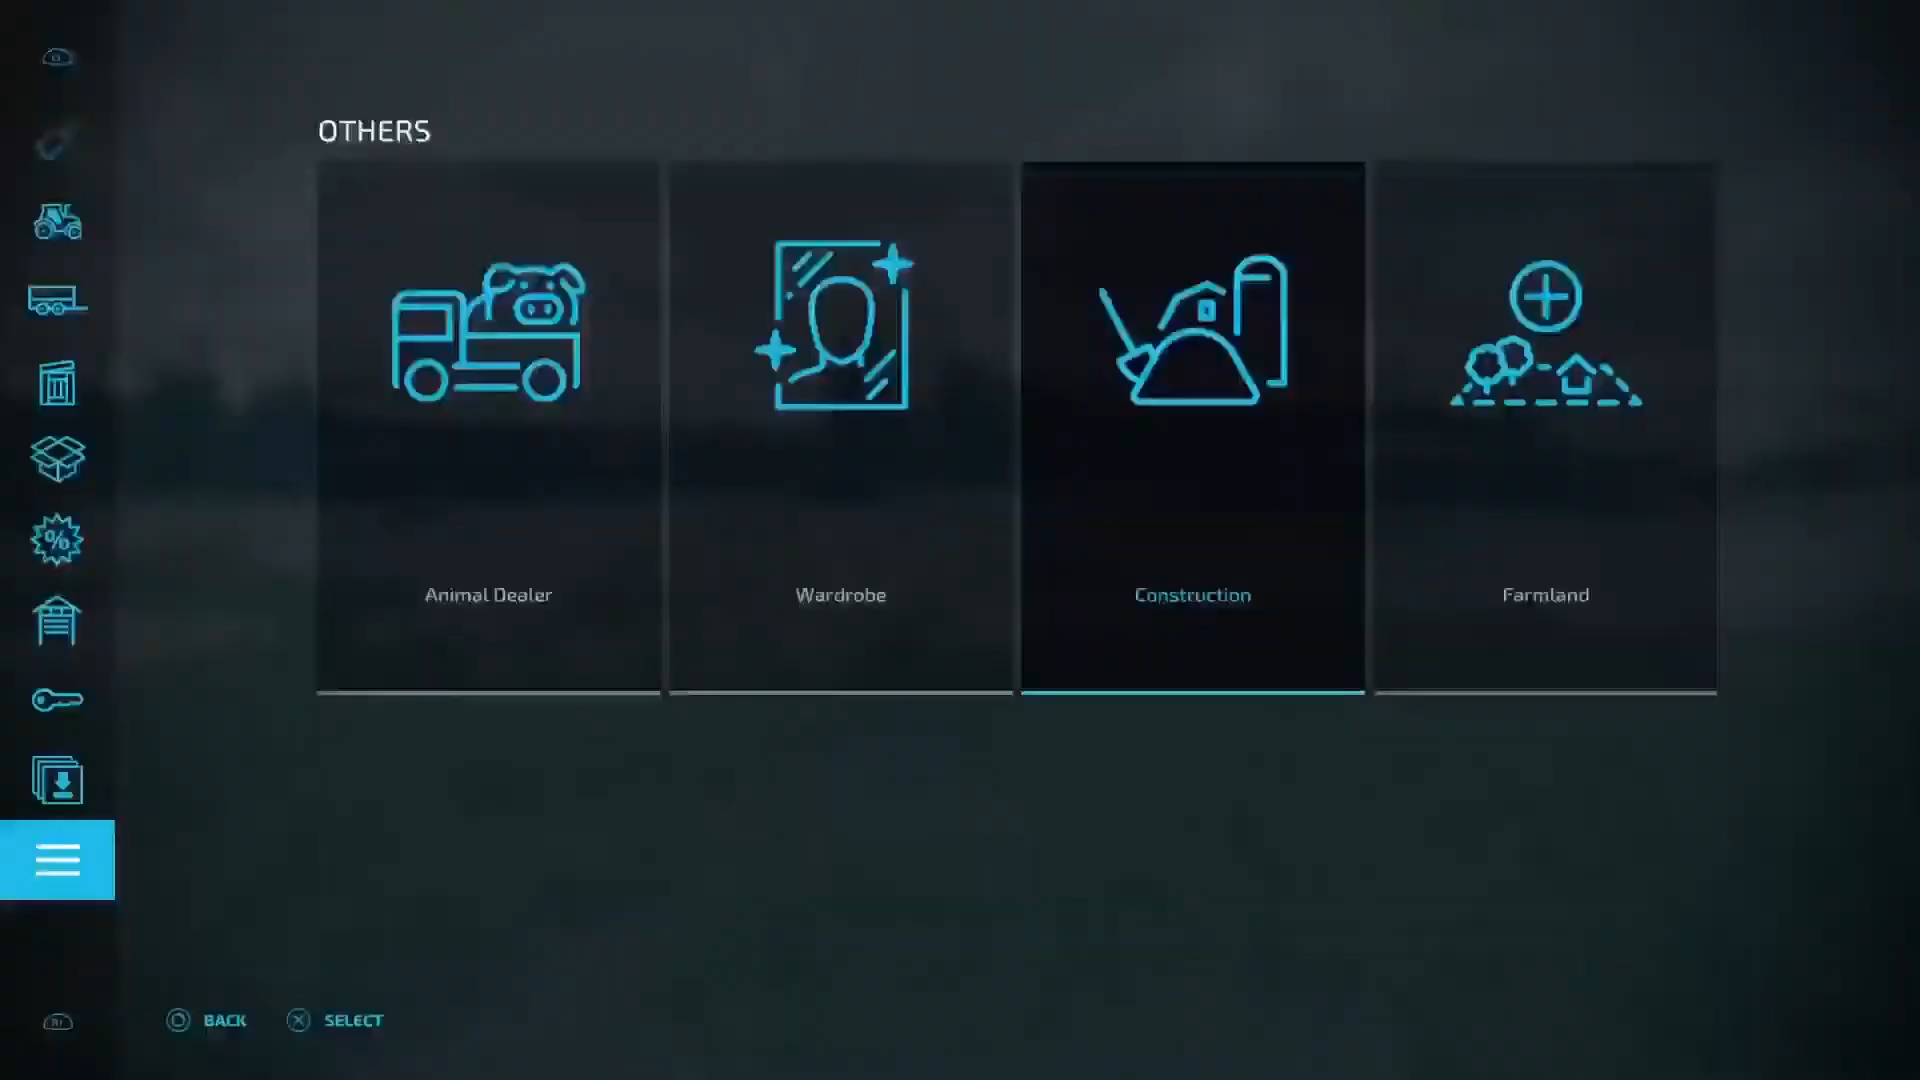 OTHERS
Animal Dealer
Wardrobe
Construction
Farmland
%
BACK
SELECT